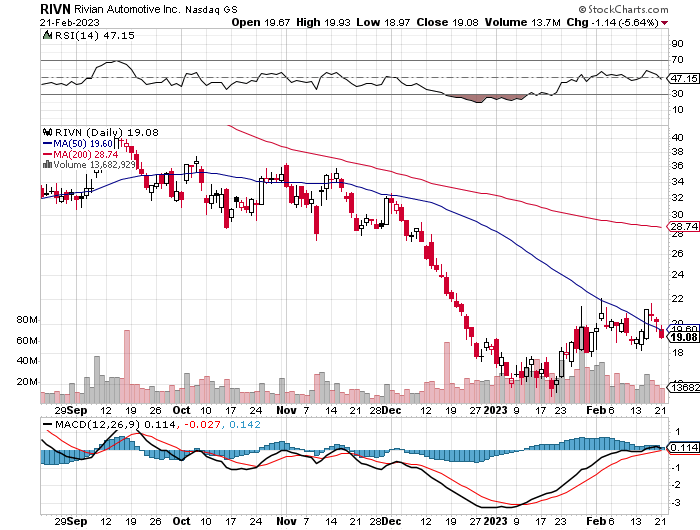 RIVN Rivian Automotive Inc. Nasdaq GS © StockCharts.com
21-Feb-2023 Open 19.67 High 19.93 Low 18.97 Close 19.08 Volume 13.7M Chg -1.14 (-5.64%)
RSI(14) 47.15
90
70
47.15
30
10
RIVN (Daily) 19.08
MA(50) 19.60
MA(200) 28.74
Volume 13,682,929
40
38
36
34
32
30
28.74
28
26
24
22
20
19.60
19.08
18
80M
60M
40M
20M
13682
29 Sep 12 19 26 Oct 10 17 24 Nov 7 14 21 28 Dec 12 19 27 2023 9 17 23 Feb 6 13 21
MACD(12,26,9) 0.114, -0.027, 0.142
1
0.114
-1
-2
-3
29 Sep 12 19 26 Oct 10 17 24 Nov 7 14 21 28 Dec 12 19 27 2023 9 17 23 Feb 6 13 21